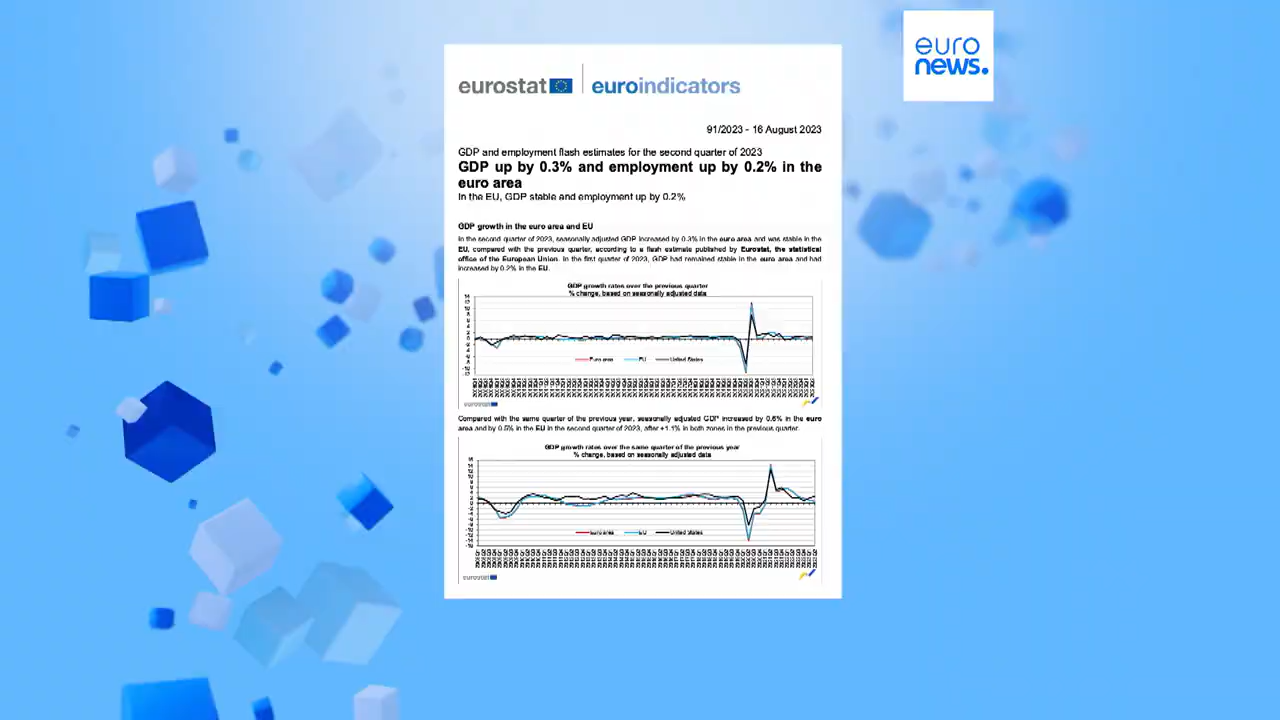 euro
news.
eurostat
euroindicators
91/2023 - 16 August 2023
GDP and employment flash estimates for the second quarter of 2023
GDP up by 0.3% and employment up by 0.2% in the
euro area
In the EU, GDP stable and employment up by 0.2%
GDP growth in the euro area and EU
In the second quarter of 2023, seasonally adjusted GDP increased by 0.3% in the euro area and was stable in the
EU, compared with the previous quarter, according to a flash estimate published by Eurostat, the statistical
office of the European Union. In the first quarter of 2023, GDP had remained stable in the euro area and had
increased by 0.2% in the EU.
GDP growth rates over the previous quarter
% change, based on seasonally adjusted data
Euro area EU United States
eurostat
Compared with the same quarter of the previous year, seasonally adjusted GDP increased by 0.6% in the euro
area and by 0.5% in the EU in the second quarter of 2023, after +1.1% in both zones in the previous quarter.
GDP growth rates over the same quarter of the previous year
% change, based on seasonally adjusted data
Euro area EU United States
eurostat